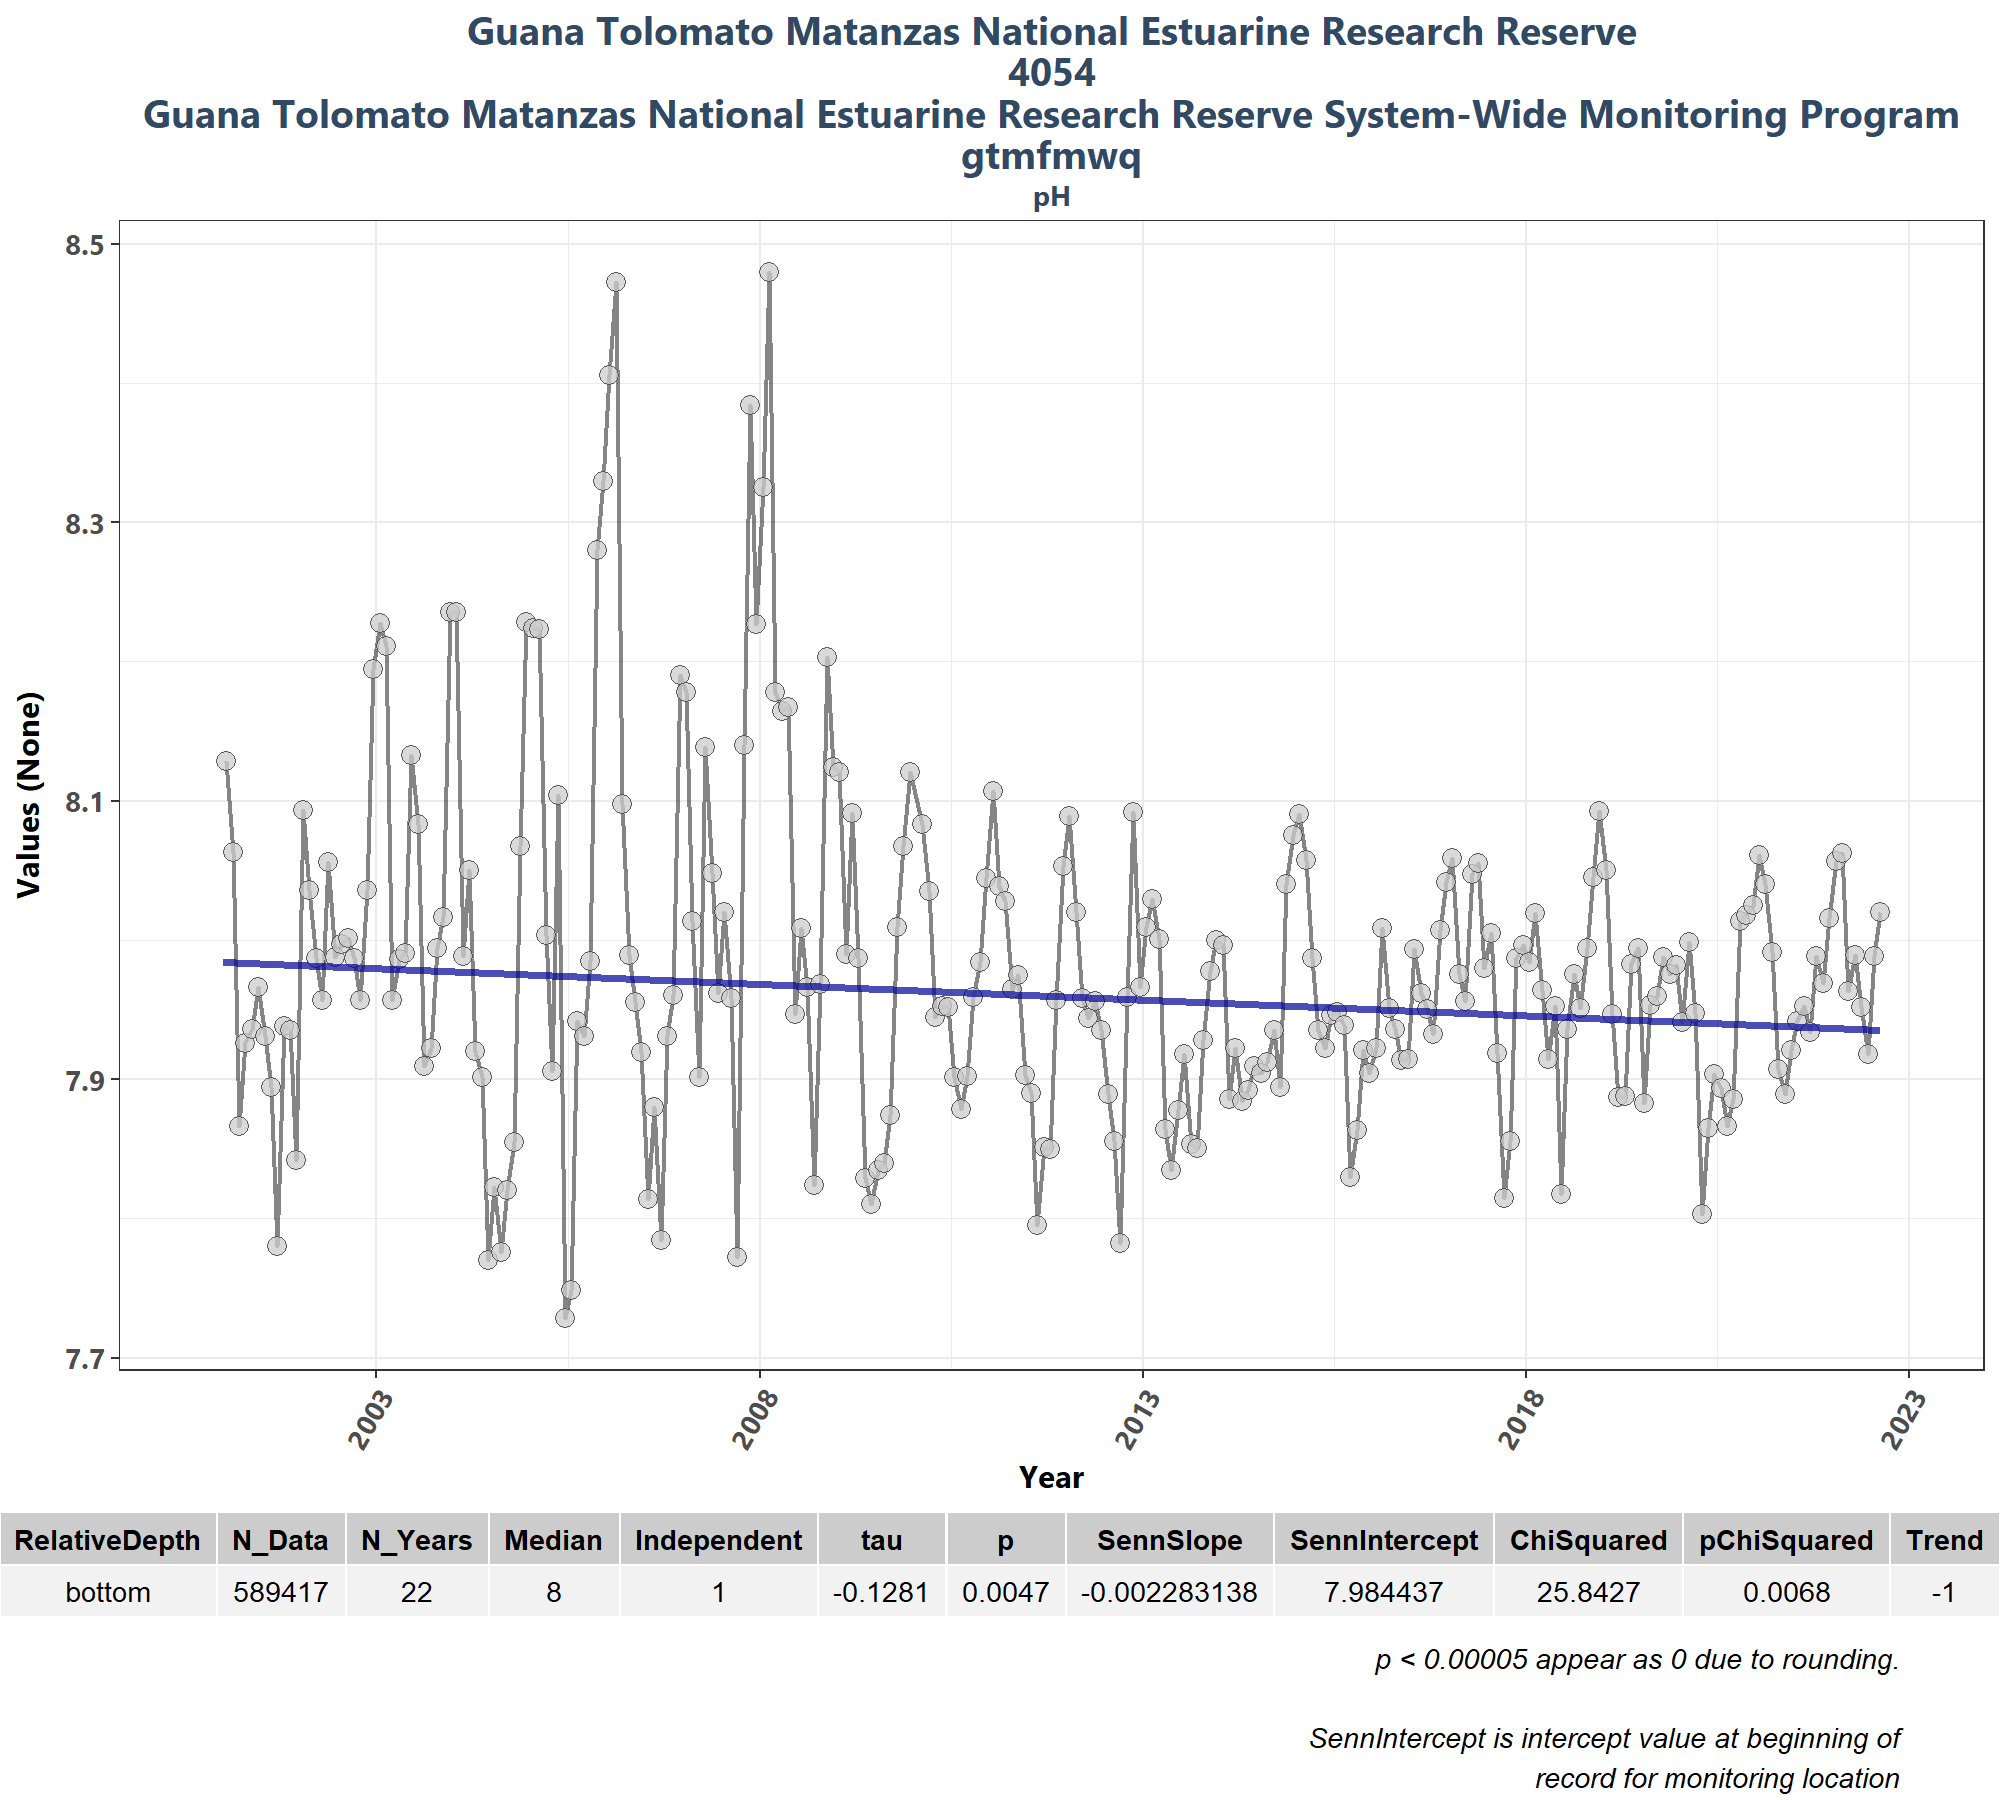 Guana Tolomato Matanzas National Estuarine Research Reserve
4054
Guana Tolomato Matanzas National Estuarine Research Reserve System-Wide Monitoring Program
gtmfmwq
pH
8.5
8.3
8.1
7.9
7.7
Values (None)
2003 2008 2013 2018 2023
Year
RelativeDepth N_Data N_Years Median Independent tau p SennSlope SennIntercept ChiSquared pChiSquared Trend
bottom 589417 22 8 1 -0.1281 0.0047 -0.002283138 7.984437 25.8427 0.0068 -1
p < 0.00005 appear as 0 due to rounding.
SennIntercept is intercept value at beginning of
record for monitoring location